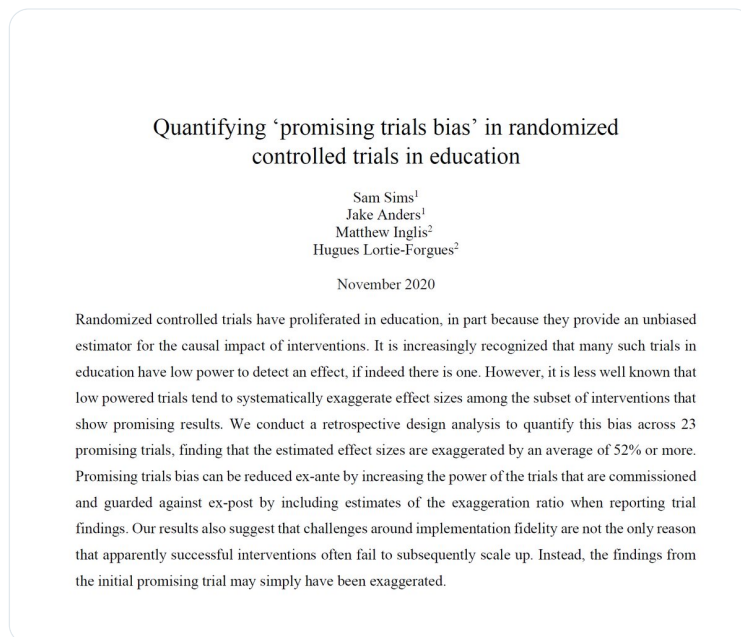 Quantifying ‘promising trials bias’ in randomized
controlled trials in education
Sam Sims¹
Jake Anders¹
Matthew Inglis²
Hugues Lortie-Forgues²
November 2020
Randomized controlled trials have proliferated in education, in part because they provide an unbiased
estimator for the causal impact of interventions. It is increasingly recognized that many such trials in
education have low power to detect an effect, if indeed there is one. However, it is less well known that
low powered trials tend to systematically exaggerate effect sizes among the subset of interventions that
show promising results. We conduct a retrospective design analysis to quantify this bias across 23
promising trials, finding that the estimated effect sizes are exaggerated by an average of 52% or more.
Promising trials bias can be reduced ex-ante by increasing the power of the trials that are commissioned
and guarded against ex-post by including estimates of the exaggeration ratio when reporting trial
findings. Our results also suggest that challenges around implementation fidelity are not the only reason
that apparently successful interventions often fail to subsequently scale up. Instead, the findings from
the initial promising trial may simply have been exaggerated.